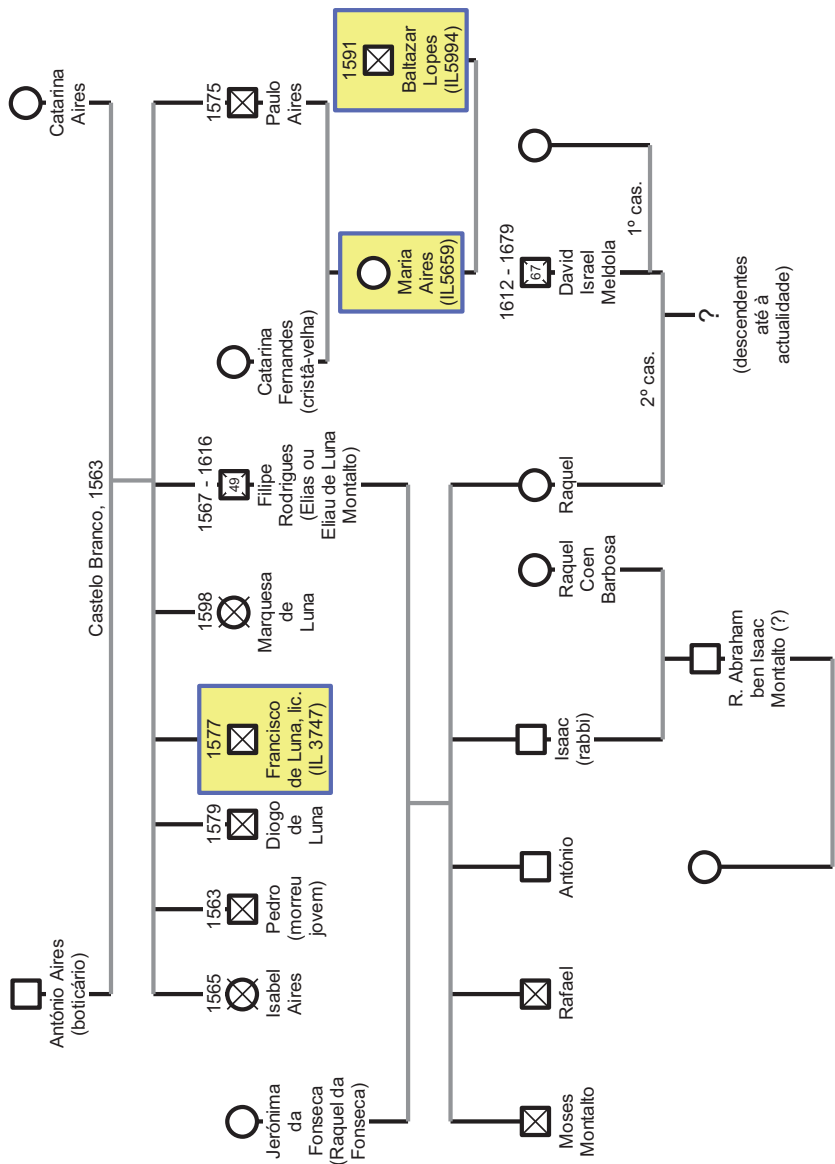 António Aires
(boticário)
Catarina
Aires
Castelo Branco, 1563
1565
Isabel
Aires
1563
Pedro
(morreu
jovem)
1579
Diogo
de
Luna
1577
Francisco
de Luna, lic.
(IL 3747)
1598
Marquesa
de
Luna
1567 - 1616
49
Filipe
Rodrigues
(Elias ou
Eliau de Luna
Montalto)
1575
Paulo
Aires
Jerónima
da
Fonseca
(Raquel da
Fonseca)
Catarina
Fernandes
(cristâ-velha)
Maria
Aires
(IL5659)
1591
Baltazar
Lopes
(IL5994)
Moses
Montalto
Rafael
António
Isaac
(rabbi)
Raquel
Coen
Barbosa
Raquel
1612 - 1679
67
David
Israel
Meldola
2º cas.
1º cas.
R. Abraham
ben Isaac
Montalto (?)
?
(descendentes
até à
actualidade)